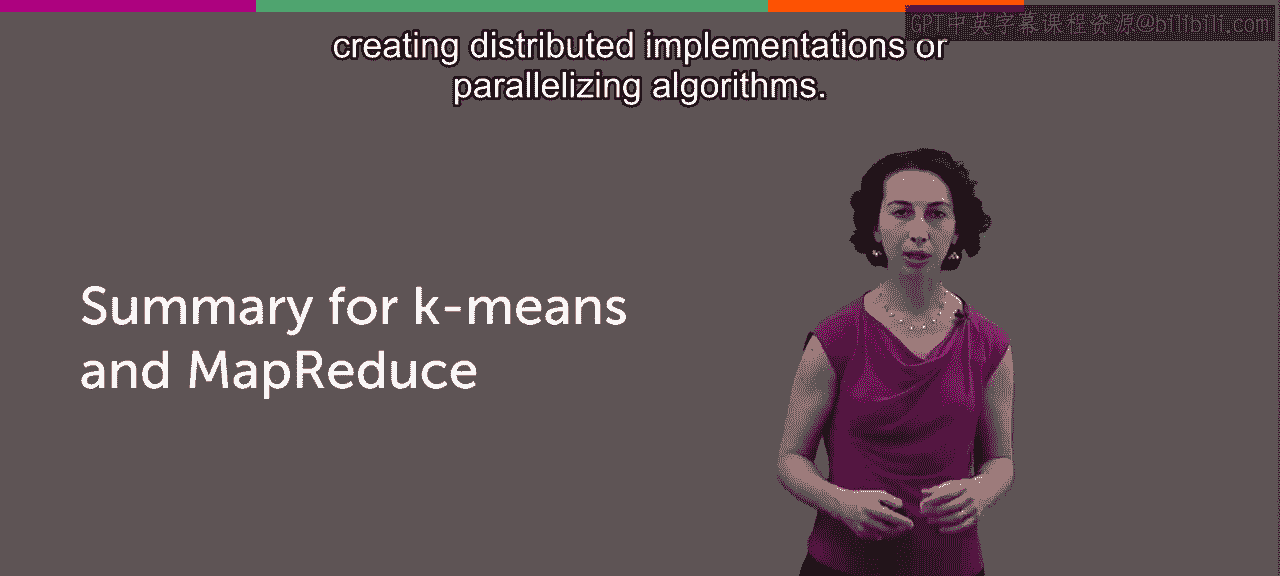 GPT中英字幕课程资源@bilibili.com
creating distributed implementations or
parallelizing algorithms.
Summary for k-means
and MapReduce